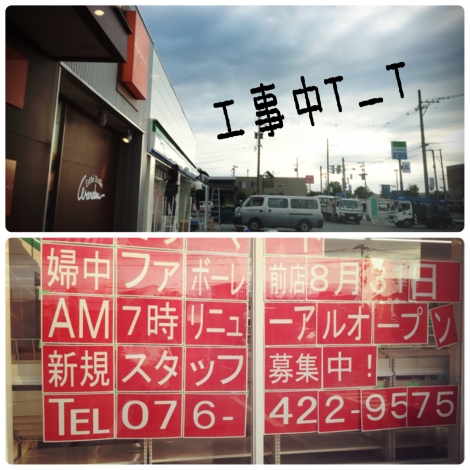 工事中T_T
婦中ファボーレ前店8月31日
AM7時リニューアルオープン
新規スタッフ募集中！
TEL076-422-9575